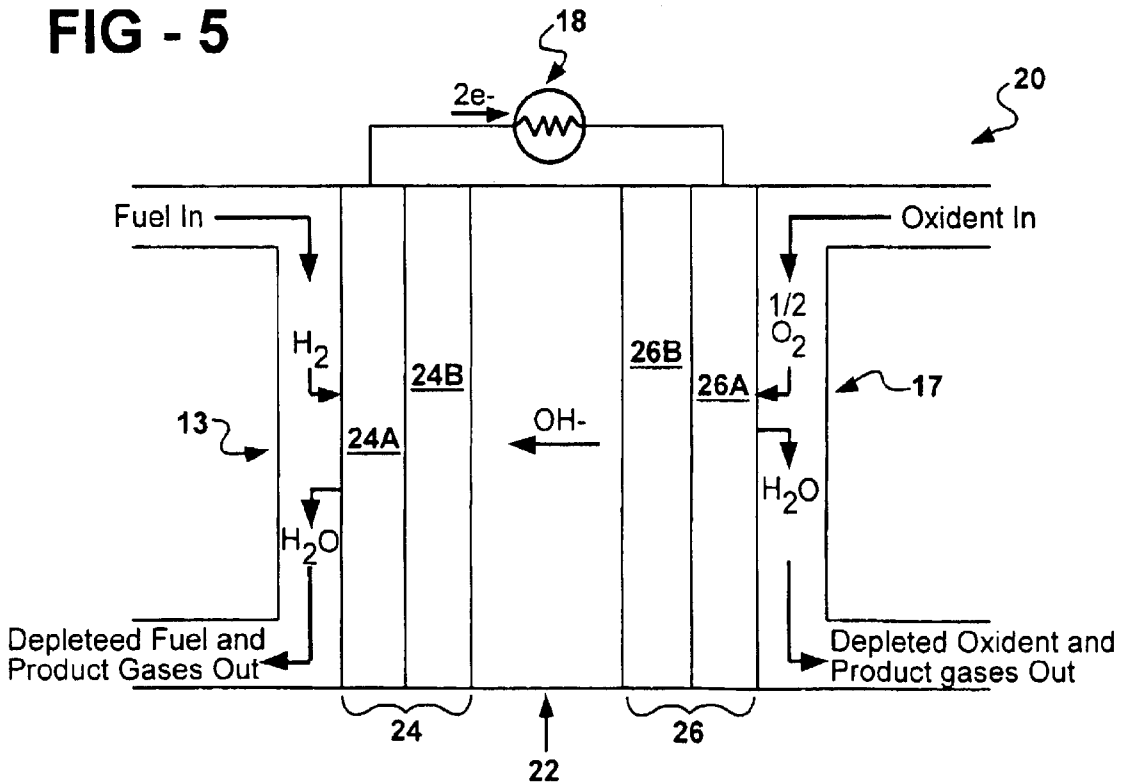 FIG - 5
18
2e-
20
Fuel In
Oxident In
H2
1/2
O2
24B
26B
26A
17
13
24A
OH-
H2O
H2O
Depleteed Fuel and
Product Gases Out
Depleted Oxident and
Product gases Out
24
26
22